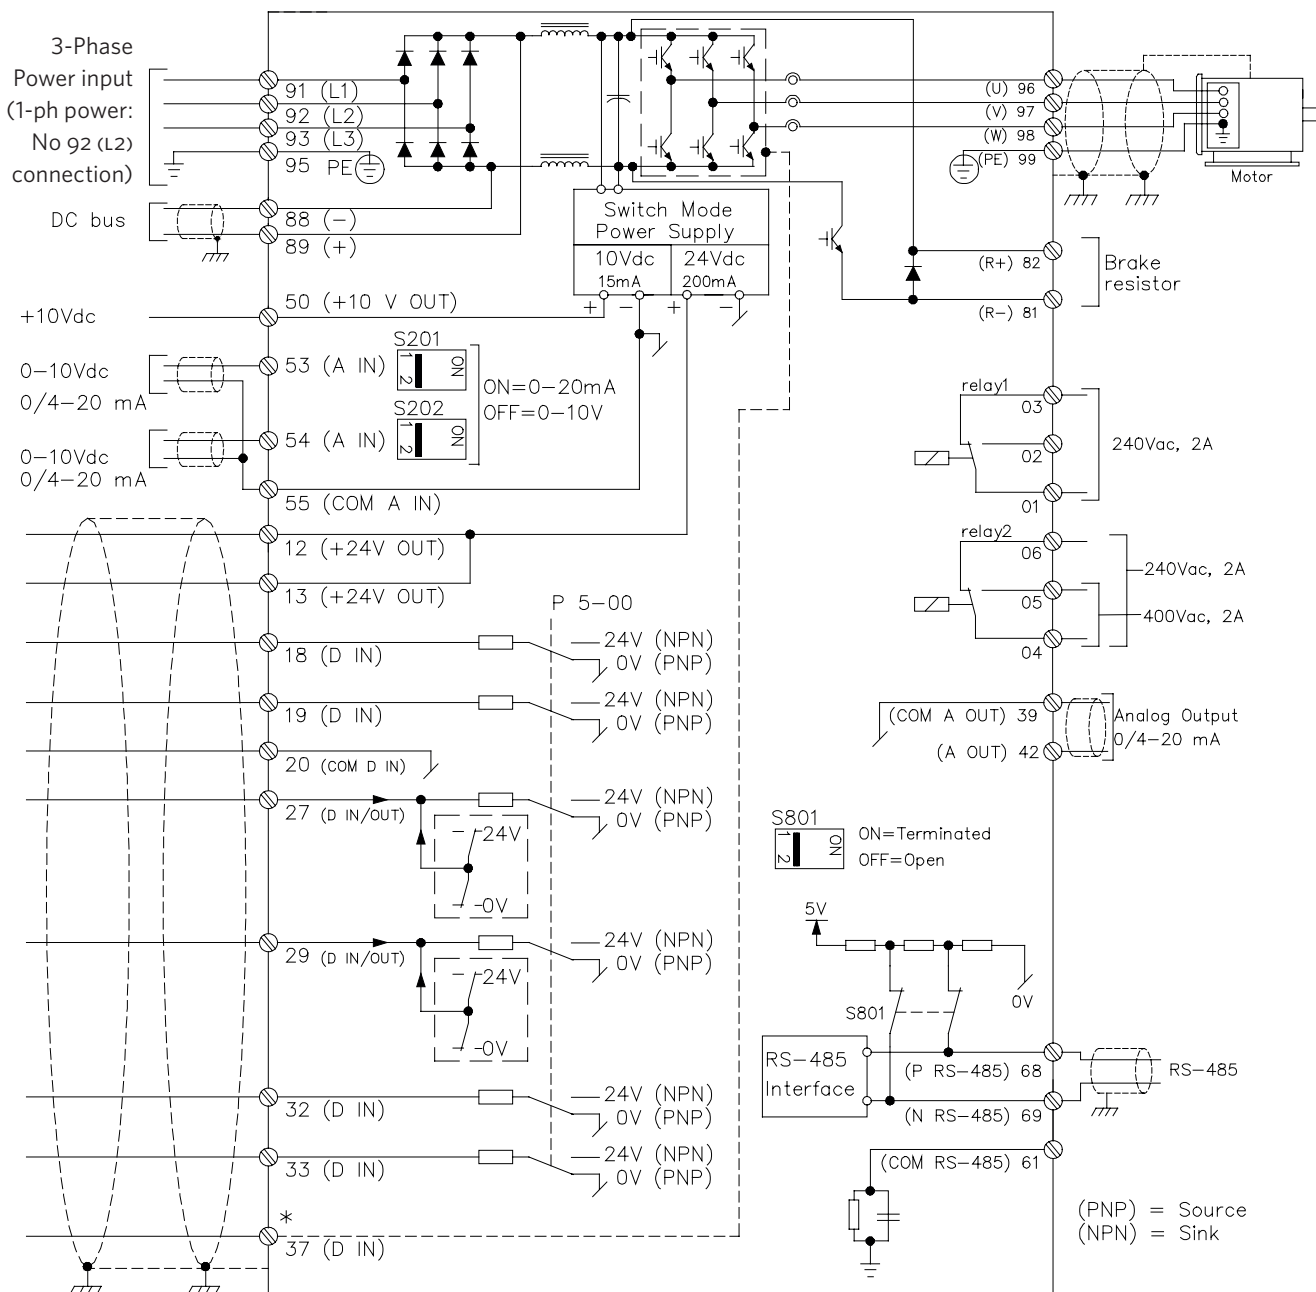 3-Phase
Power input
(1-ph power:
No 92 (L2)
connection)
91 (L1)
92 (L2)
93 (L3)
95 PE
DC bus
88 (-)
89 (+)
+10Vdc
50 (+10 V OUT)
0-10Vdc
0/4-20 mA
53 (A IN)
S201
1 2
ON
ON=0-20mA
OFF=0-10V
S202
1 2
ON
0-10Vdc
0/4-20 mA
54 (A IN)
55 (COM A IN)
12 (+24V OUT)
13 (+24V OUT)
P 5-00
18 (D IN)
24V (NPN)
0V (PNP)
19 (D IN)
24V (NPN)
0V (PNP)
20 (COM D IN)
27 (D IN/OUT)
24V (NPN)
0V (PNP)
24V
0V
29 (D IN/OUT)
24V (NPN)
0V (PNP)
24V
0V
32 (D IN)
24V (NPN)
0V (PNP)
33 (D IN)
24V (NPN)
0V (PNP)
*
37 (D IN)
Switch Mode
Power Supply
10Vdc
15mA
24Vdc
200mA
+ - + -
(U) 96
(V) 97
(W) 98
(PE) 99
Motor
(R+) 82
Brake
resistor
(R-) 81
relay1
03
02
240Vac, 2A
01
relay2
06
240Vac, 2A
05
400Vac, 2A
04
(COM A OUT) 39
Analog Output
0/4-20 mA
(A OUT) 42
S801
1 2
ON
ON=Terminated
OFF=Open
5V
0V
S801
RS-485
Interface
(P RS-485) 68
RS-485
(N RS-485) 69
(COM RS-485) 61
(PNP) = Source
(NPN) = Sink